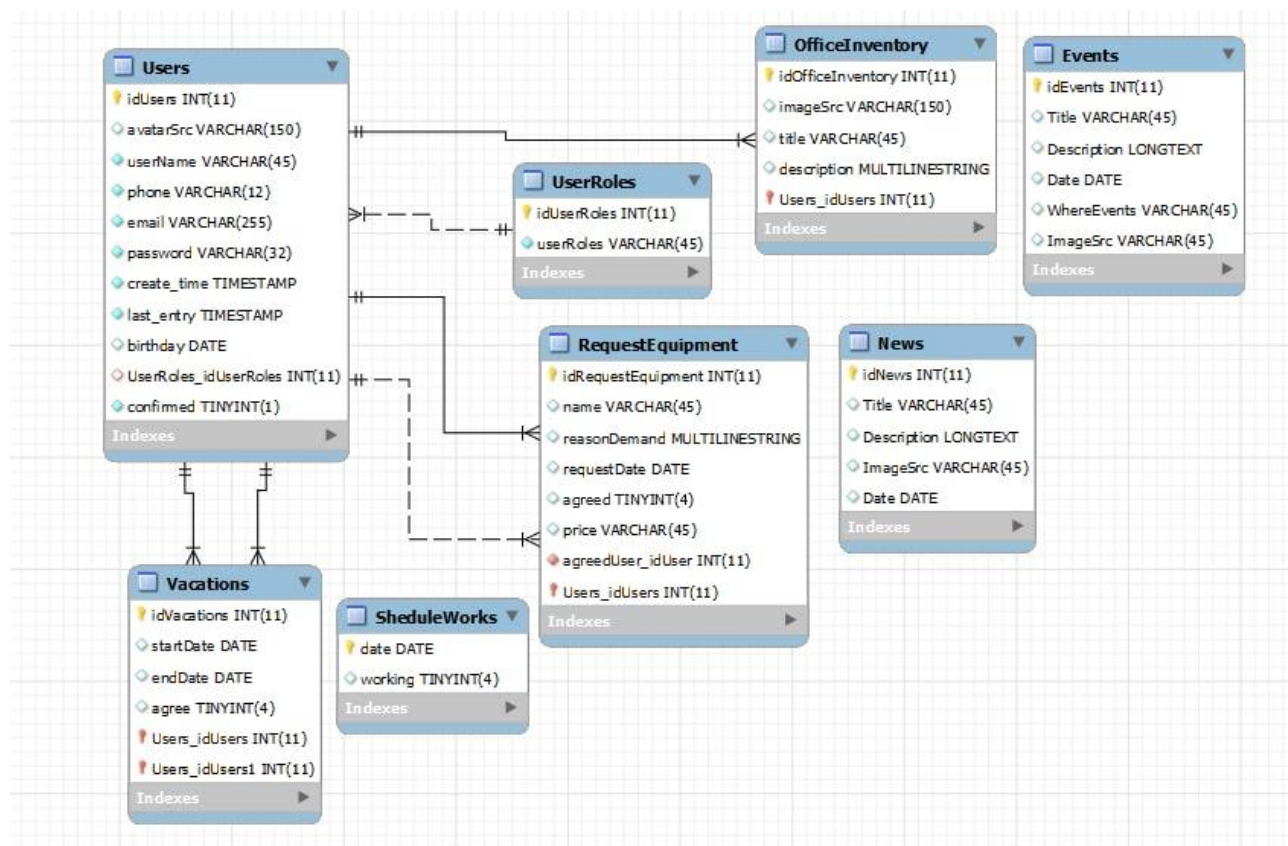 Users
idUsers INT(11)
avatarSrc VARCHAR(150)
userName VARCHAR(45)
phone VARCHAR(12)
email VARCHAR(255)
password VARCHAR(32)
create_time TIMESTAMP
last_entry TIMESTAMP
birthday DATE
UserRoles_idUserRoles INT(11)
confirmed TINYINT(1)
Indexes
UserRoles
idUserRoles INT(11)
userRoles VARCHAR(45)
Indexes
OfficeInventory
idOfficeInventory INT(11)
imageSrc VARCHAR(150)
title VARCHAR(45)
description MULTILINESTRING
Users_idUsers INT(11)
Indexes
Events
idEvents INT(11)
Title VARCHAR(45)
Description LONGTEXT
Date DATE
WhereEvents VARCHAR(45)
ImageSrc VARCHAR(45)
Indexes
RequestEquipment
idRequestEquipment INT(11)
name VARCHAR(45)
reasonDemand MULTILINESTRING
requestDate DATE
agreed TINYINT(4)
price VARCHAR(45)
agreedUser_idUser INT(11)
Users_idUsers INT(11)
Indexes
News
idNews INT(11)
Title VARCHAR(45)
Description LONGTEXT
ImageSrc VARCHAR(45)
Date DATE
Indexes
Vacations
idVacations INT(11)
startDate DATE
endDate DATE
agree TINYINT(4)
Users_idUsers INT(11)
Users_idUsers1 INT(11)
Indexes
SheduleWorks
date DATE
working TINYINT(4)
Indexes